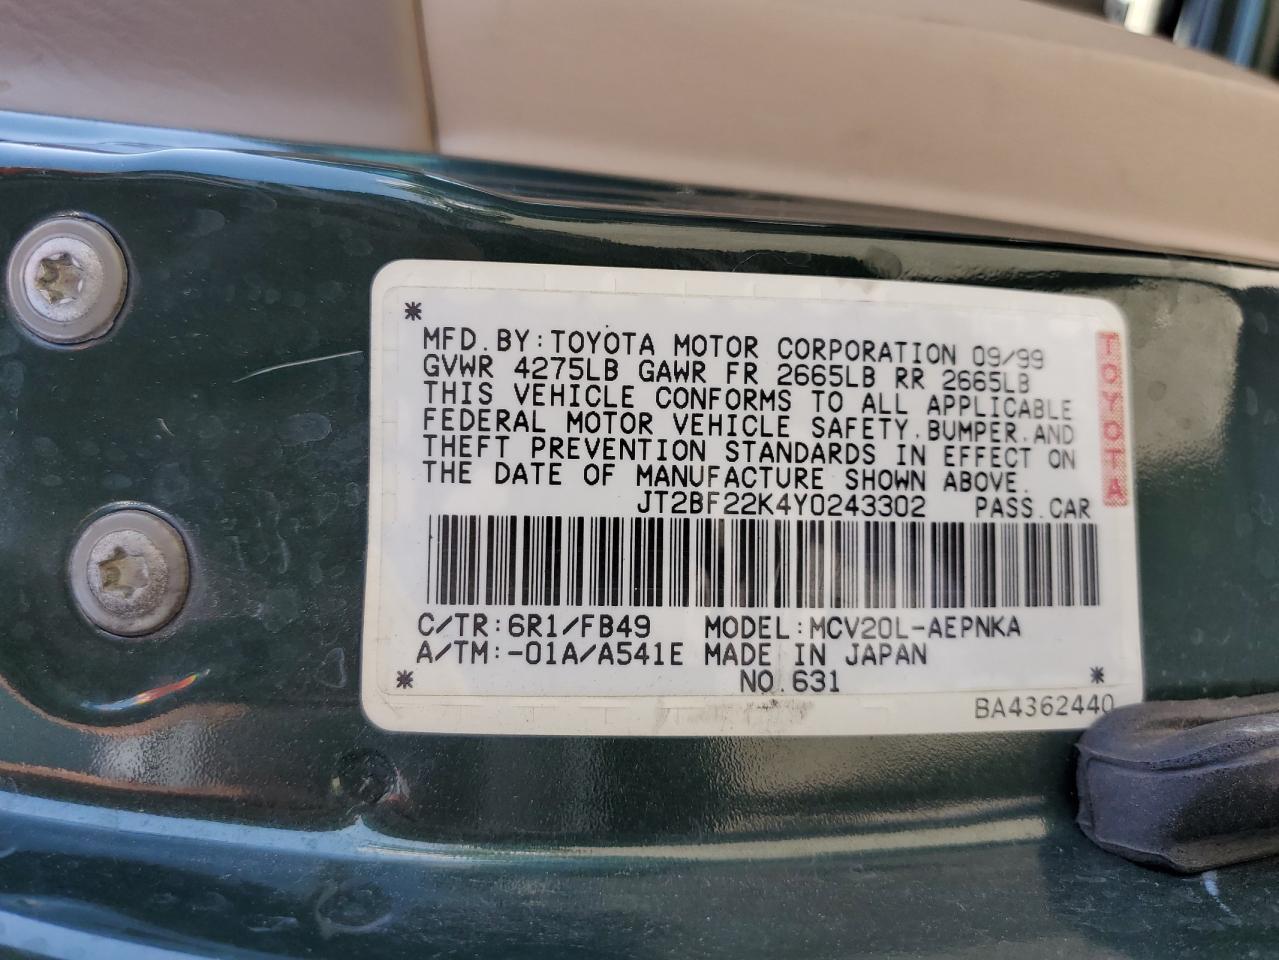 *
MFD. BY: TOYOTA MOTOR CORPORATION 09/99
GVWR 4275LB GAWR FR 2665LB RR 2665LB
THIS VEHICLE CONFORMS TO ALL APPLICABLE
FEDERAL MOTOR VEHICLE SAFETY, BUMPER, AND
THEFT PREVENTION STANDARDS IN EFFECT ON
THE DATE OF MANUFACTURE SHOWN ABOVE.
JT2BF22K4Y0243302 PASS. CAR
TOYOTA
C/TR: 6R1/FB49 MODEL: MCV20L-AEPNKA
A/TM: -01A/A541E MADE IN JAPAN
* NO. 631 *
BA4362440